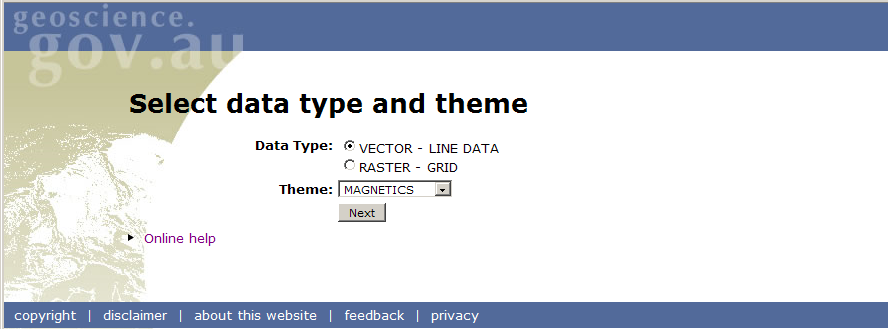 geoscience.
gov.au
Select data type and theme
Data Type: VECTOR - LINE DATA
RASTER - GRID
Theme: MAGNETICS
Next
Online help
copyright | disclaimer | about this website | feedback | privacy